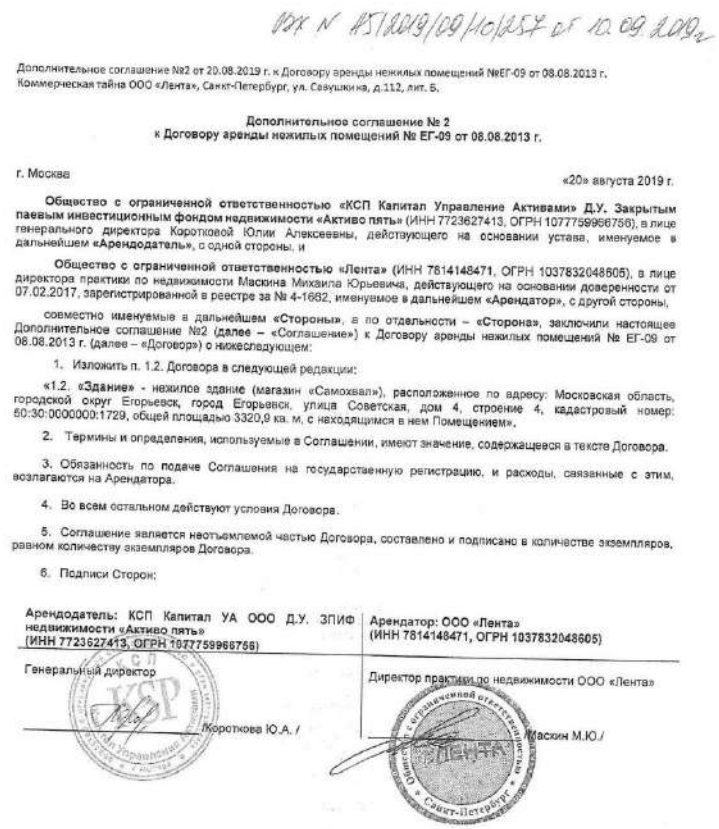 Вх N А5/2019/09/10/257 от 10.09.2019г
Дополнительное соглашение №2 от 20.08.2019 г. к Договору аренды нежилых помещений №ЕГ-09 от 08.08.2013 г.
Коммерческая тайна ООО «Лента», Санкт-Петербург, ул. Савушкина, д.112, лит. Б.
Дополнительное соглашение № 2
к Договору аренды нежилых помещений № ЕГ-09 от 08.08.2013 г.
г. Москва «20» августа 2019 г.
Общество с ограниченной ответственностью «КСП Капитал Управление Активами» Д.У. Закрытым
паевым инвестиционным фондом недвижимости «Активо пять» (ИНН 7723627413, ОГРН 1077759966756), в лице
генерального директора Коротковой Юлии Алексеевны, действующего на основании устава, именуемое в
дальнейшем «Арендодатель», с одной стороны, и
Общество с ограниченной ответственностью «Лента» (ИНН 7814148471, ОГРН 1037832048605), в лице
директора практики по недвижимости Маскина Михаила Юрьевича, действующего на основании доверенности от
07.02.2017, зарегистрированной в реестре за № 4-1662, именуемое в дальнейшем «Арендатор», с другой стороны,
совместно именуемые в дальнейшем «Стороны», а по отдельности – «Сторона», заключили настоящее
Дополнительное соглашение №2 (далее – «Соглашение») к Договору аренды нежилых помещений № ЕГ-09 от
08.08.2013 г. (далее – «Договор») о нижеследующем:
1. Изложить п. 1.2. Договора в следующей редакции:
«1.2. «Здание» - нежилое здание (магазин «Самохвал»), расположенное по адресу: Московская область,
городской округ Егорьевск, город Егорьевск, улица Советская, дом 4, строение 4, кадастровый номер:
50:30:0000000:1729, общей площадью 3320,9 кв. м, с находящимся в нем Помещением».
2. Термины и определения, используемые в Соглашении, имеют значение, содержащееся в тексте Договора.
3. Обязанность по подаче Соглашения на государственную регистрацию, и расходы, связанные с этим,
возлагаются на Арендатора.
4. Во всем остальном действуют условия Договора.
5. Соглашение является неотъемлемой частью Договора, составлено и подписано в количестве экземпляров,
равном количеству экземпляров Договора.
6. Подписи Сторон:
Арендодатель: КСП Капитал УА ООО Д.У. ЗПИФ
недвижимости «Активо пять»
(ИНН 7723627413, ОГРН 1077759966756)
Генеральный директор
/Короткова Ю.А. /
КСП
KSP
Арендатор: ООО «Лента»
(ИНН 7814148471, ОГРН 1037832048605)
Директор практики по недвижимости ООО «Лента»
/Маскин М.Ю./
Общество с ограниченной ответственностью
ЛЕНТА
Санкт-Петербург